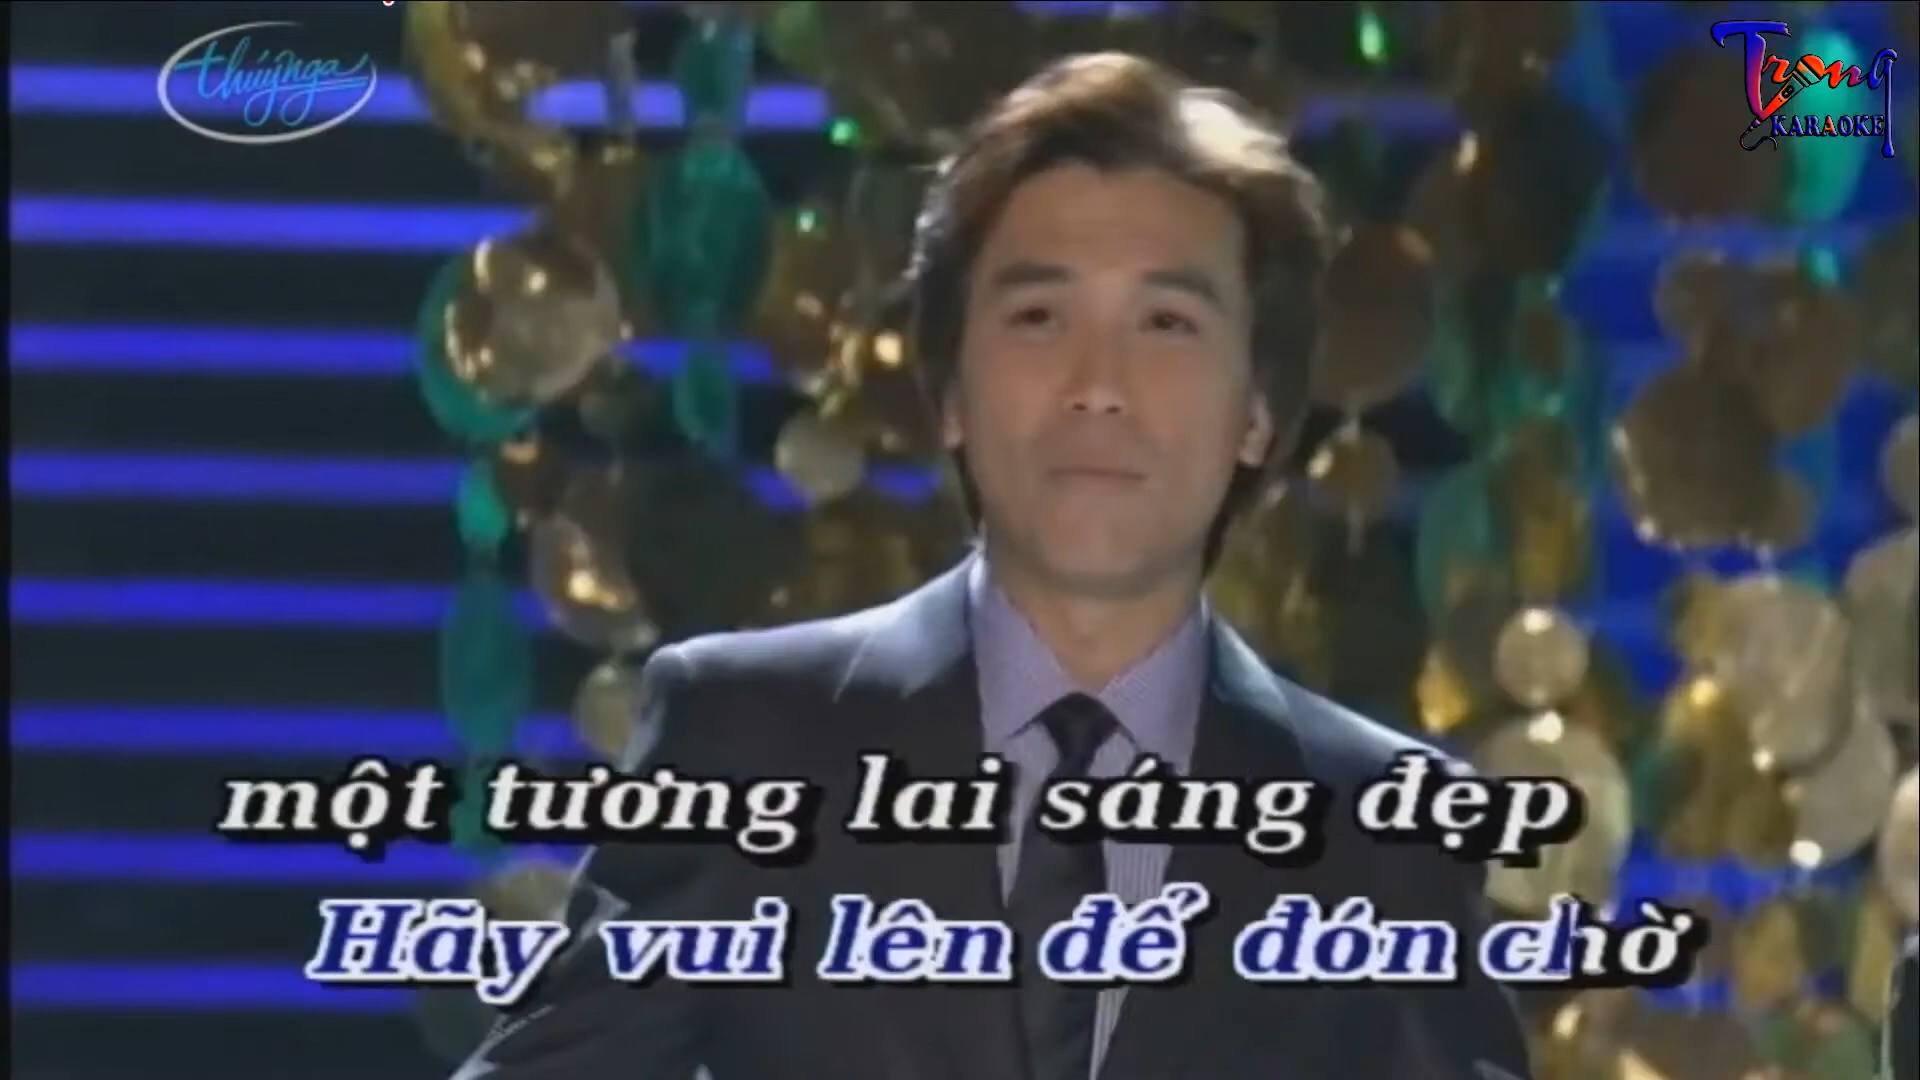 thúy nga
Trọng
KARAOKE
một tương lai sáng đẹp
Hãy vui lên để đón chờ